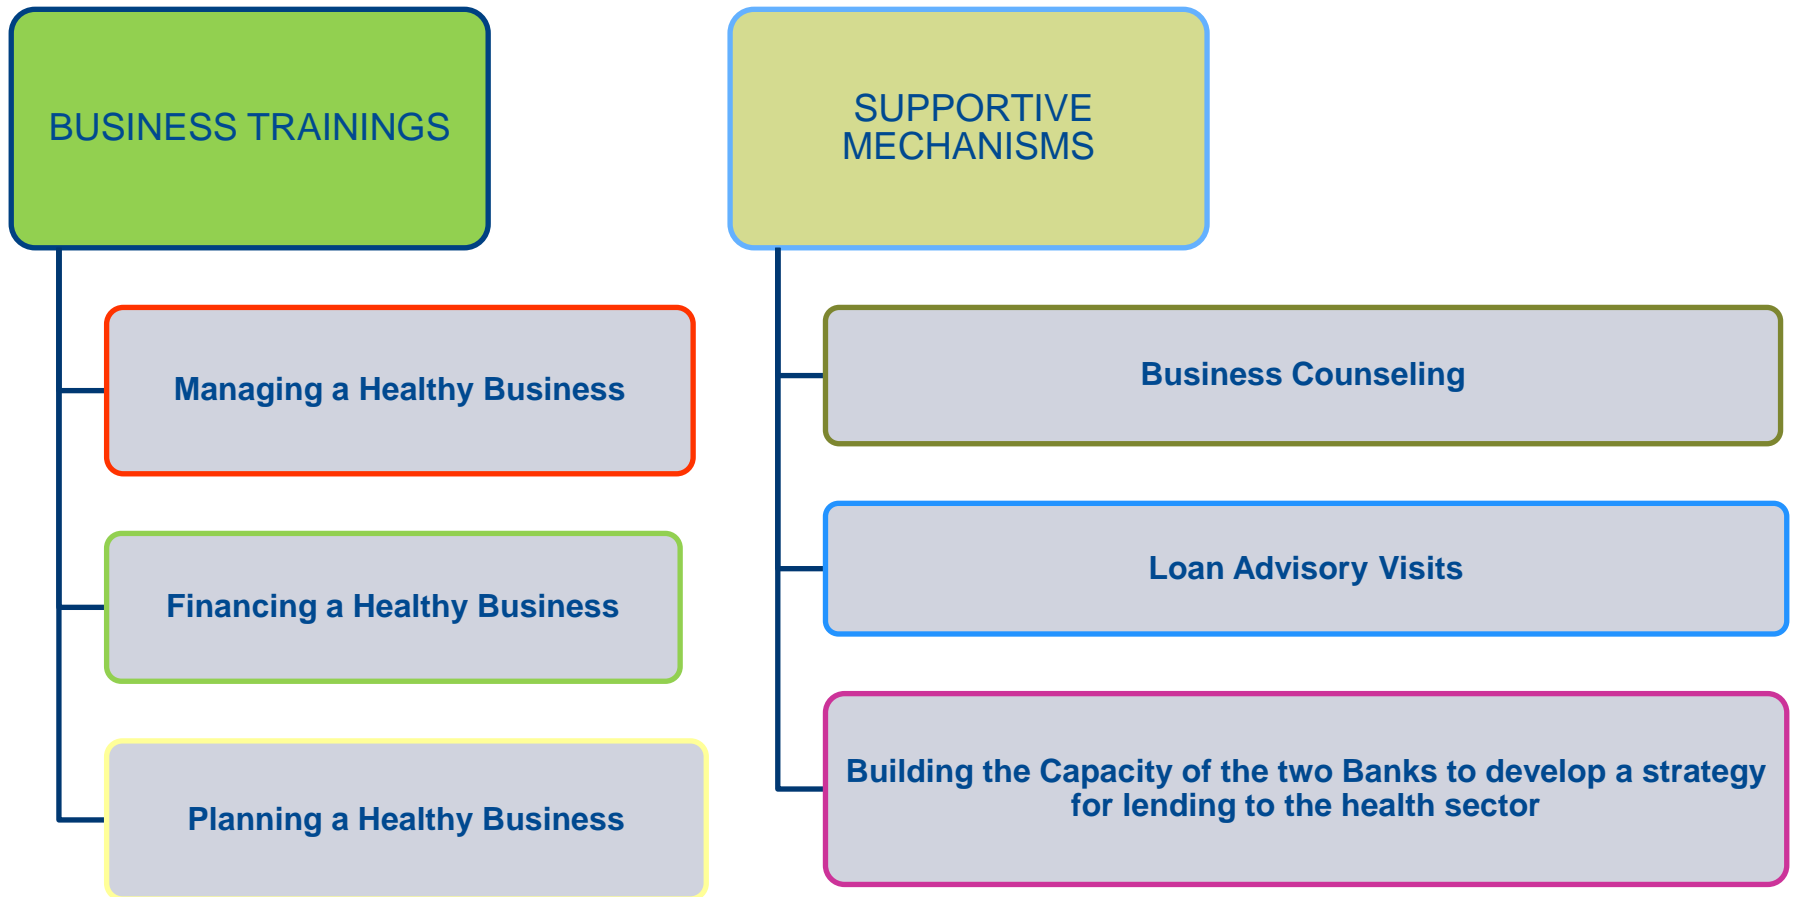 BUSINESS TRAININGS
Managing a Healthy Business
Financing a Healthy Business
Planning a Healthy Business
SUPPORTIVE
MECHANISMS
Business Counseling
Loan Advisory Visits
Building the Capacity of the two Banks to develop a strategy
for lending to the health sector